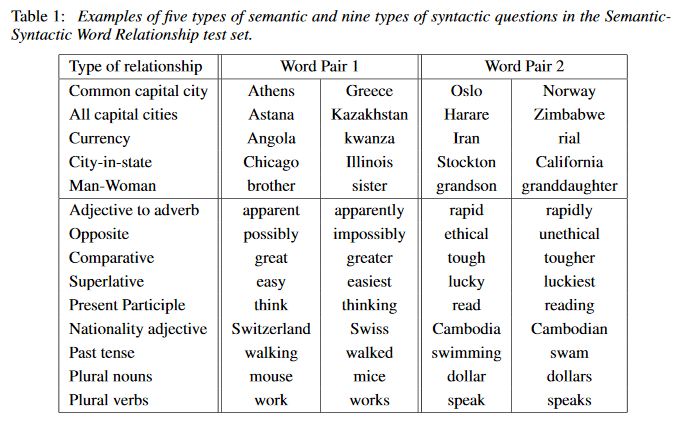 Table 1: Examples of five types of semantic and nine types of syntactic questions in the Semantic-
Syntactic Word Relationship test set.
Type of relationship Word Pair 1 Word Pair 2
Common capital city Athens Greece Oslo Norway
All capital cities Astana Kazakhstan Harare Zimbabwe
Currency Angola kwanza Iran rial
City-in-state Chicago Illinois Stockton California
Man-Woman brother sister grandson granddaughter
Adjective to adverb apparent apparently rapid rapidly
Opposite possibly impossibly ethical unethical
Comparative great greater tough tougher
Superlative easy easiest lucky luckiest
Present Participle think thinking read reading
Nationality adjective Switzerland Swiss Cambodia Cambodian
Past tense walking walked swimming swam
Plural nouns mouse mice dollar dollars
Plural verbs work works speak speaks